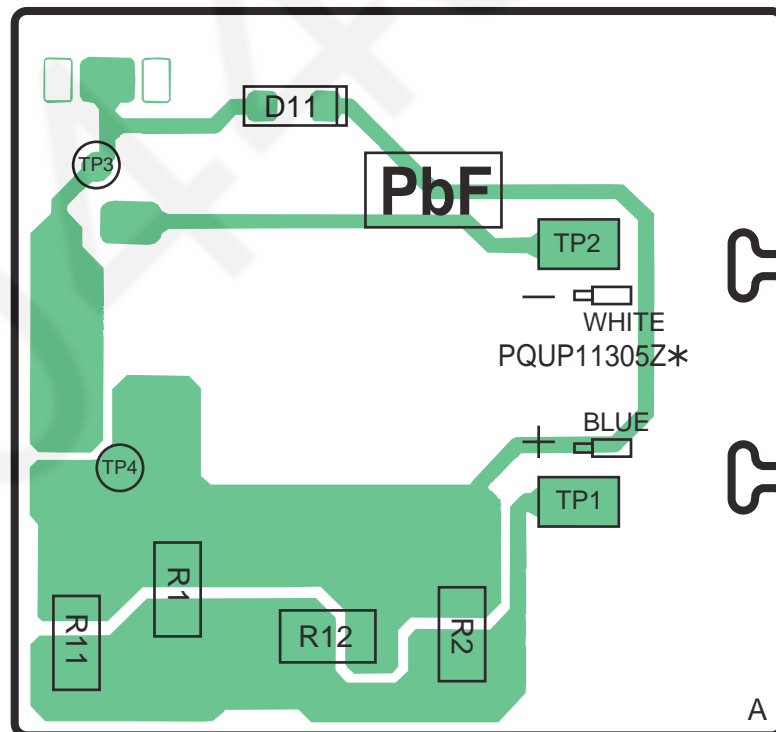 D11
TP3
PbF
TP2
—
WHITE
PQUP11305Z*
BLUE
+
TP4
TP1
R1
R11
R12
R2
A